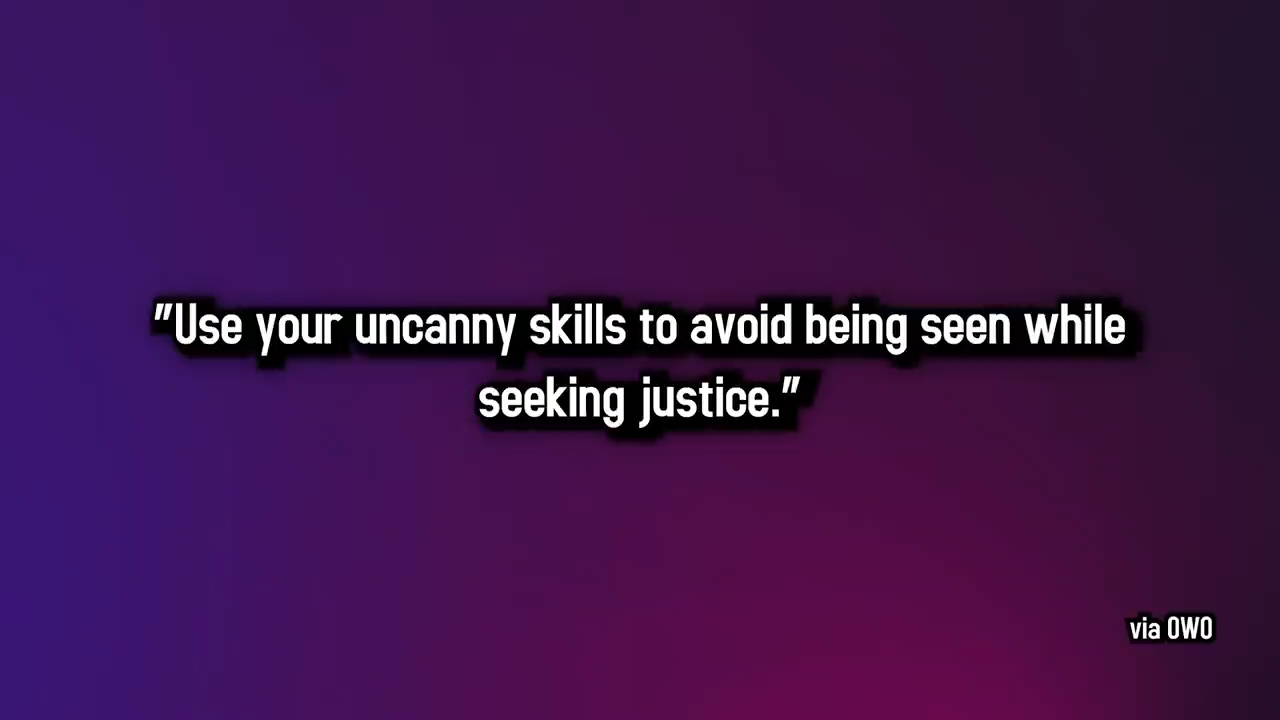 "Use your uncanny skills to avoid being seen while
seeking justice."
via OWO